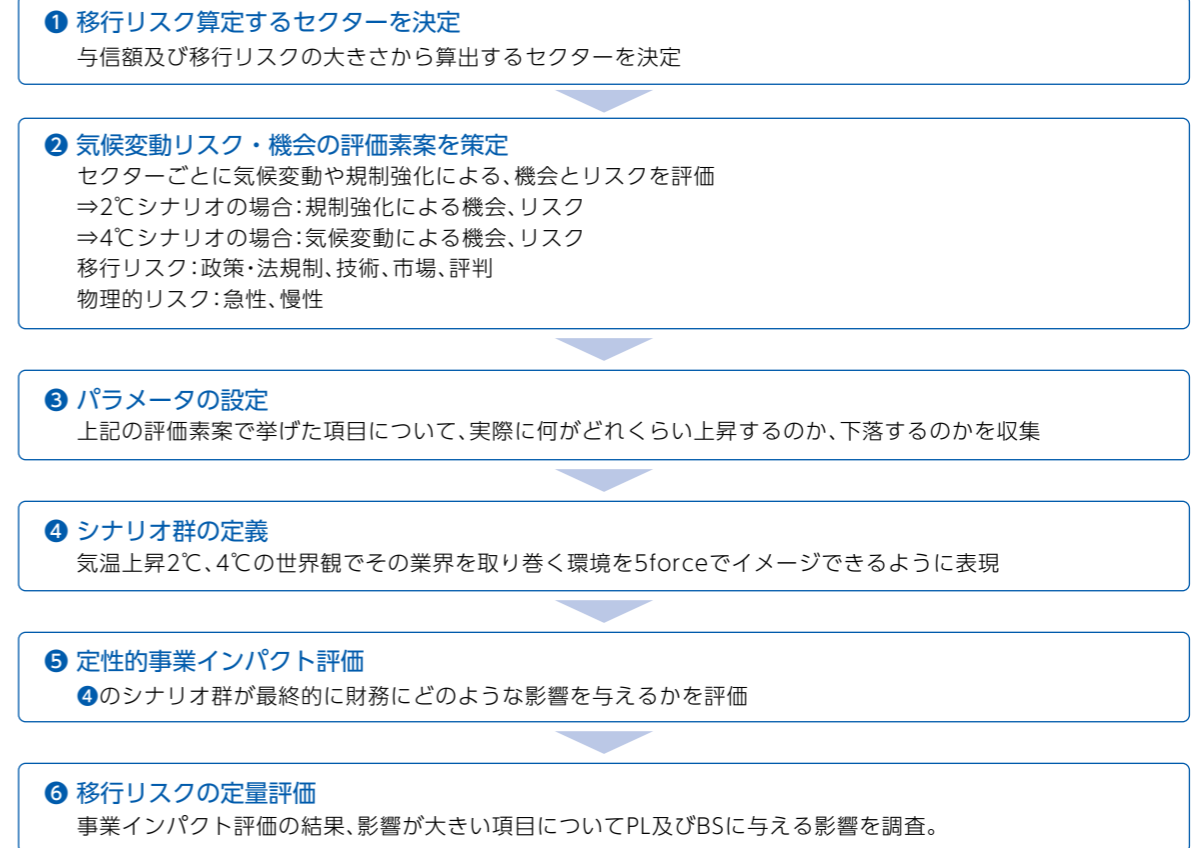 ❶ 移行リスク算定するセクターを決定
与信額及び移行リスクの大きさから算出するセクターを決定
❷ 気候変動リスク・機会の評価素案を策定
セクターごとに気候変動や規制強化による、機会とリスクを評価
⇒2℃シナリオの場合：規制強化による機会、リスク
⇒4℃シナリオの場合：気候変動による機会、リスク
移行リスク：政策・法規制、技術、市場、評判
物理的リスク：急性、慢性
❸ パラメータの設定
上記の評価素案で挙げた項目について、実際に何がどれくらい上昇するのか、下落するのかを収集
❹ シナリオ群の定義
気温上昇2℃、4℃の世界観でその業界を取り巻く環境を5forceでイメージできるように表現
❺ 定性的事業インパクト評価
❹のシナリオ群が最終的に財務にどのような影響を与えるかを評価
❻ 移行リスクの定量評価
事業インパクト評価の結果、影響が大きい項目についてPL及びBSに与える影響を調査。